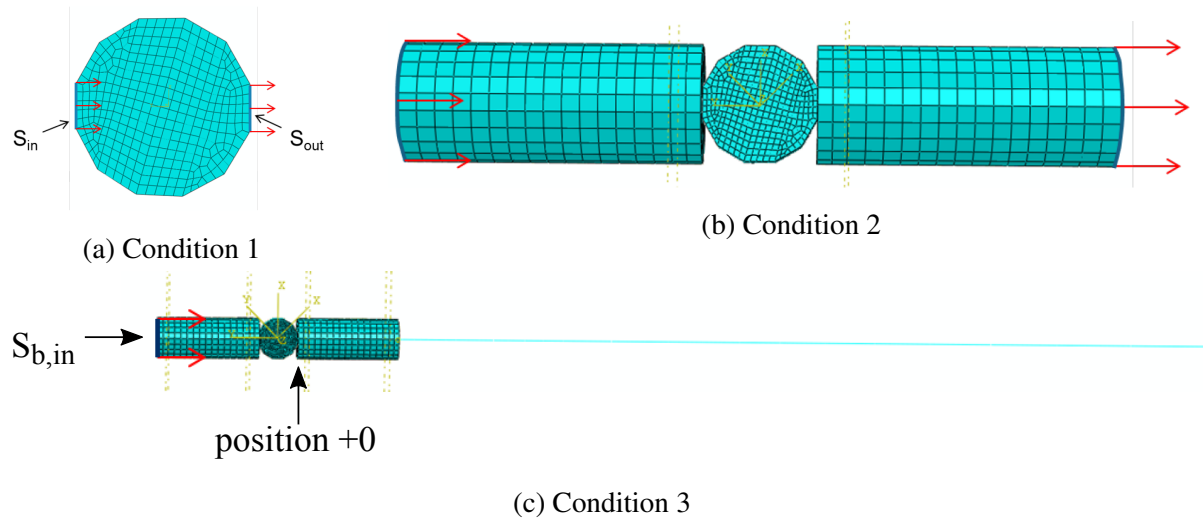 S_in
S_out
(a) Condition 1
(b) Condition 2
S_b,in
position +0
(c) Condition 3